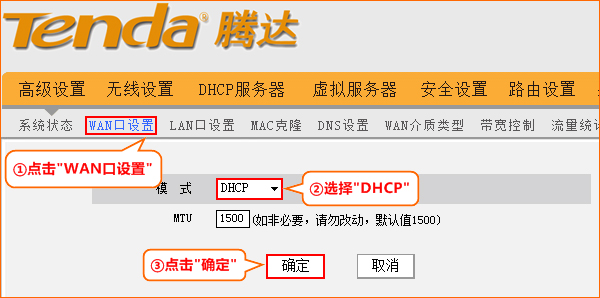 Tenda 腾达
高级设置 无线设置 DHCP服务器 虚拟服务器 安全设置 路由设置
系统状态 WAN口设置 LAN口设置 MAC克隆 DNS设置 WAN介质类型 带宽控制 流量统计
①点击"WAN口设置"
模 式 DHCP ②选择"DHCP"
MTU 1500 (如非必要，请勿改动，默认值1500)
③点击"确定" 确定 取消